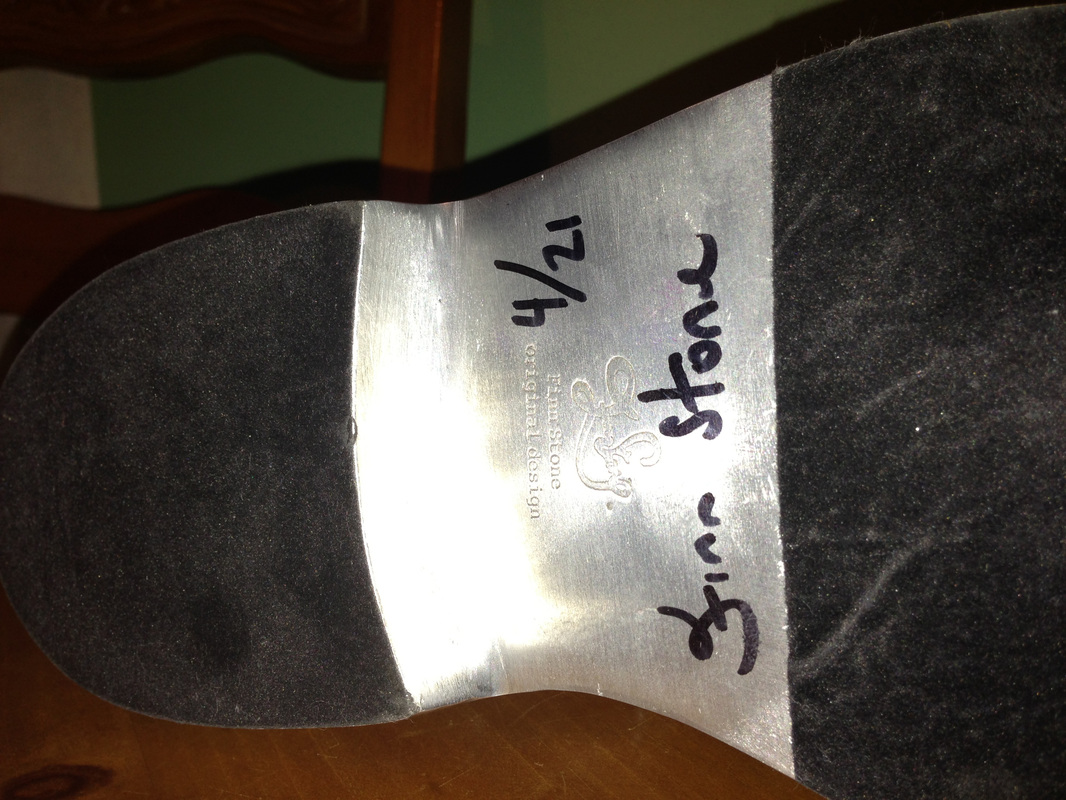 4/21
Finn Stone
Finn Stone
original design